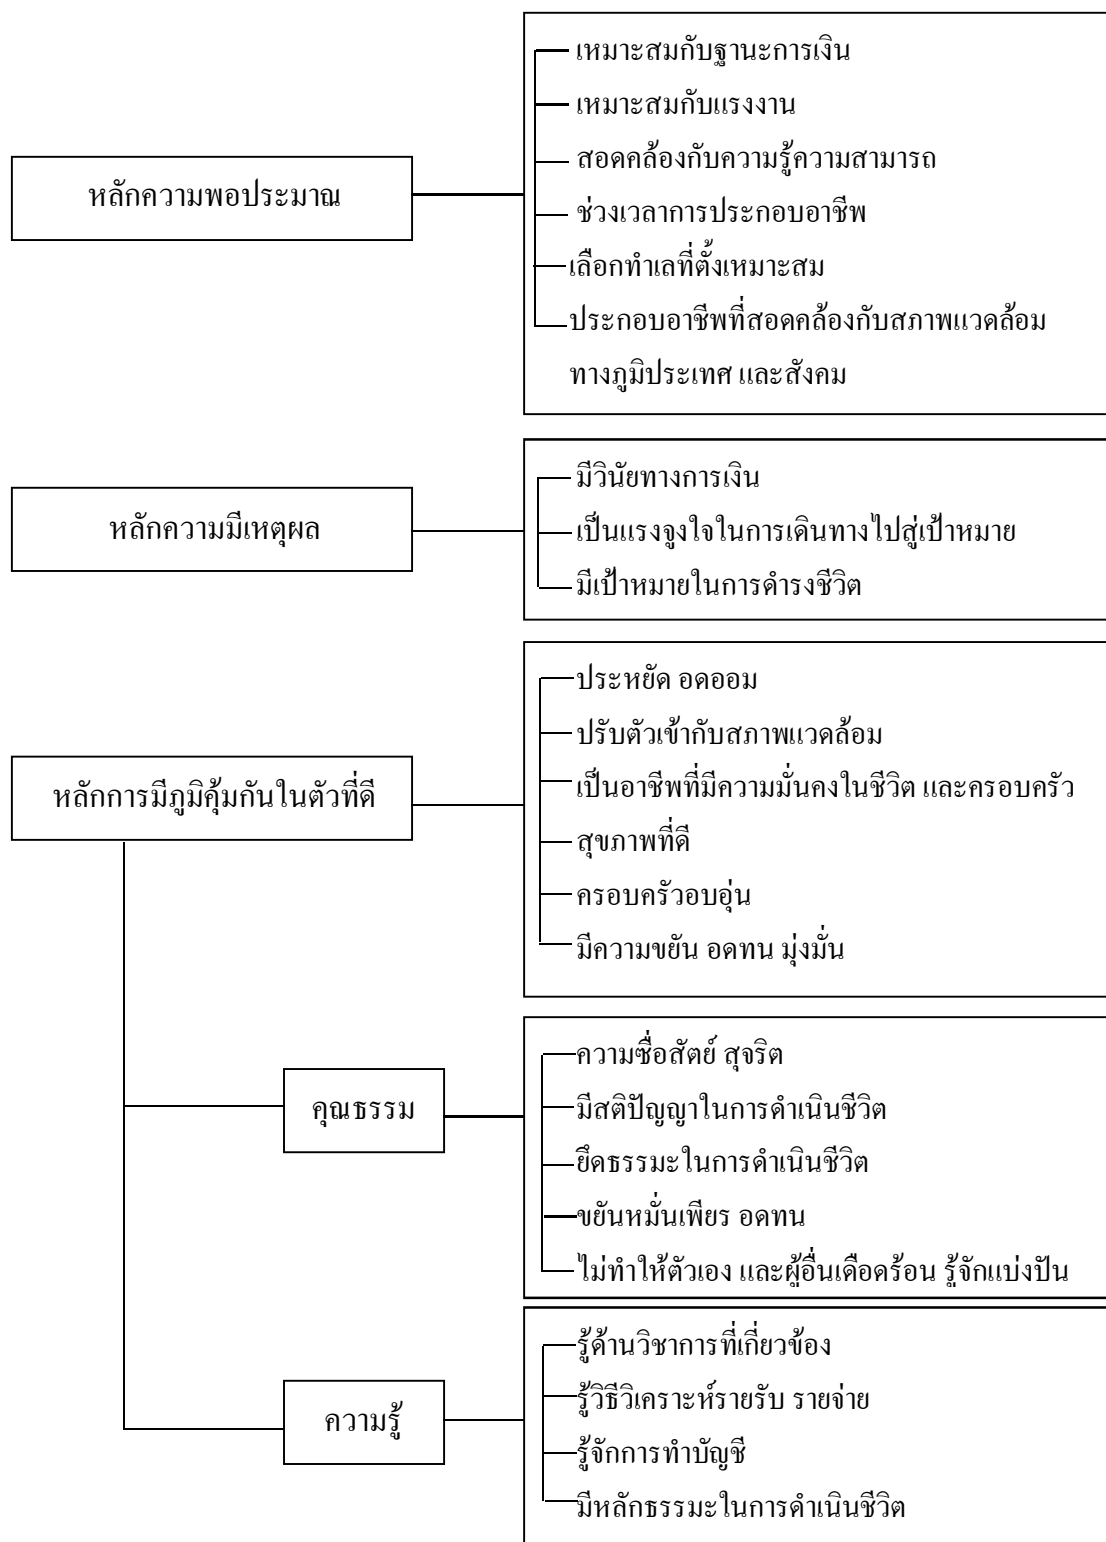 หลักความพอประมาณ
เหมาะสมกับฐานะการเงิน
เหมาะสมกับแรงงาน
สอดคล้องกับความรู้ความสามารถ
ช่วงเวลาการประกอบอาชีพ
เลือกทำเลที่ตั้งเหมาะสม
ประกอบอาชีพที่สอดคล้องกับสภาพแวดล้อม
ทางภูมิประเทศ และสังคม
หลักความมีเหตุผล
มีวินัยทางการเงิน
เป็นแรงจูงใจในการเดินทางไปสู่เป้าหมาย
มีเป้าหมายในการดำรงชีวิต
หลักการมีภูมิคุ้มกันในตัวที่ดี
ประหยัด อดออม
ปรับตัวเข้ากับสภาพแวดล้อม
เป็นอาชีพที่มีความมั่นคงในชีวิต และครอบครัว
สุขภาพที่ดี
ครอบครัวอบอุ่น
มีความขยัน อดทน มุ่งมั่น
คุณธรรม
ความซื่อสัตย์ สุจริต
มีสติปัญญาในการดำเนินชีวิต
ยึดธรรมะในการดำเนินชีวิต
ขยันหมั่นเพียร อดทน
ไม่ทำให้ตัวเอง และผู้อื่นเดือดร้อน รู้จักแบ่งปัน
ความรู้
รู้ด้านวิชาการที่เกี่ยวข้อง
รู้วิธีวิเคราะห์รายรับ รายจ่าย
รู้จักการทำบัญชี
มีหลักธรรมะในการดำเนินชีวิต